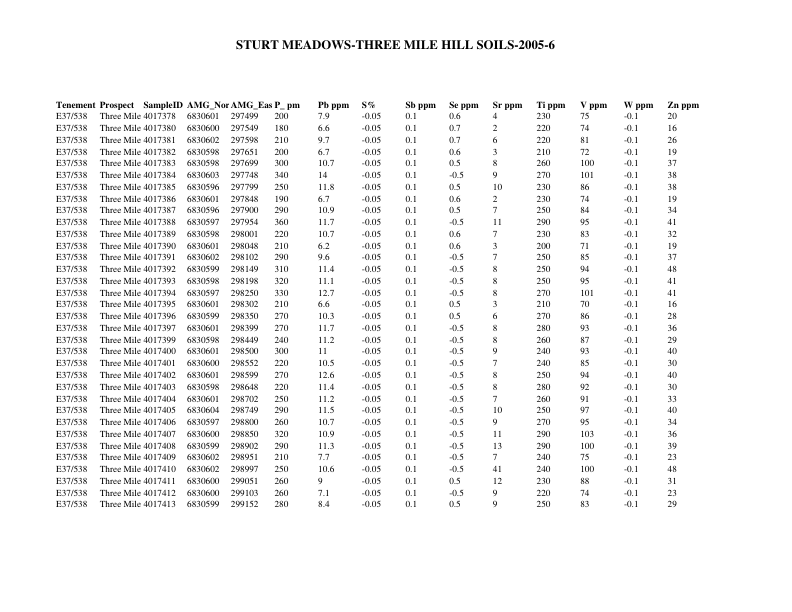 STURT MEADOWS-THREE MILE HILL SOILS-2005-6
Tenement Prospect SampleID AMG_Nor AMG_Eas P_ pm Pb ppm S% Sb ppm Se ppm Sr ppm Ti ppm V ppm W ppm Zn ppm
E37/538 Three Mile 4017378 6830601 297499 200 7.9 -0.05 0.1 0.6 4 230 75 -0.1 20
E37/538 Three Mile 4017380 6830600 297549 180 6.6 -0.05 0.1 0.7 2 220 74 -0.1 16
E37/538 Three Mile 4017381 6830602 297598 210 9.7 -0.05 0.1 0.7 6 220 81 -0.1 26
E37/538 Three Mile 4017382 6830598 297651 200 6.7 -0.05 0.1 0.6 3 210 72 -0.1 19
E37/538 Three Mile 4017383 6830598 297699 300 10.7 -0.05 0.1 0.5 8 260 100 -0.1 37
E37/538 Three Mile 4017384 6830603 297748 340 14 -0.05 0.1 -0.5 9 270 101 -0.1 38
E37/538 Three Mile 4017385 6830596 297799 250 11.8 -0.05 0.1 0.5 10 230 86 -0.1 38
E37/538 Three Mile 4017386 6830601 297848 190 6.7 -0.05 0.1 0.6 2 230 74 -0.1 19
E37/538 Three Mile 4017387 6830596 297900 290 10.9 -0.05 0.1 0.5 7 250 84 -0.1 34
E37/538 Three Mile 4017388 6830597 297954 360 11.7 -0.05 0.1 -0.5 11 290 95 -0.1 41
E37/538 Three Mile 4017389 6830598 298001 220 10.7 -0.05 0.1 0.6 7 230 83 -0.1 32
E37/538 Three Mile 4017390 6830601 298048 210 6.2 -0.05 0.1 0.6 3 200 71 -0.1 19
E37/538 Three Mile 4017391 6830602 298102 290 9.6 -0.05 0.1 -0.5 7 250 85 -0.1 37
E37/538 Three Mile 4017392 6830599 298149 310 11.4 -0.05 0.1 -0.5 8 250 94 -0.1 48
E37/538 Three Mile 4017393 6830598 298198 320 11.1 -0.05 0.1 -0.5 8 250 95 -0.1 41
E37/538 Three Mile 4017394 6830597 298250 330 12.7 -0.05 0.1 -0.5 8 270 101 -0.1 41
E37/538 Three Mile 4017395 6830601 298302 210 6.6 -0.05 0.1 0.5 3 210 70 -0.1 16
E37/538 Three Mile 4017396 6830599 298350 270 10.3 -0.05 0.1 0.5 6 270 86 -0.1 28
E37/538 Three Mile 4017397 6830601 298399 270 11.7 -0.05 0.1 -0.5 8 280 93 -0.1 36
E37/538 Three Mile 4017399 6830598 298449 240 11.2 -0.05 0.1 -0.5 8 260 87 -0.1 29
E37/538 Three Mile 4017400 6830601 298500 300 11 -0.05 0.1 -0.5 9 240 93 -0.1 40
E37/538 Three Mile 4017401 6830600 298552 220 10.5 -0.05 0.1 -0.5 7 240 85 -0.1 30
E37/538 Three Mile 4017402 6830601 298599 270 12.6 -0.05 0.1 -0.5 8 250 94 -0.1 40
E37/538 Three Mile 4017403 6830598 298648 220 11.4 -0.05 0.1 -0.5 8 280 92 -0.1 30
E37/538 Three Mile 4017404 6830601 298702 250 11.2 -0.05 0.1 -0.5 7 260 91 -0.1 33
E37/538 Three Mile 4017405 6830604 298749 290 11.5 -0.05 0.1 -0.5 10 250 97 -0.1 40
E37/538 Three Mile 4017406 6830597 298800 260 10.7 -0.05 0.1 -0.5 9 270 95 -0.1 34
E37/538 Three Mile 4017407 6830600 298850 320 10.9 -0.05 0.1 -0.5 11 290 103 -0.1 36
E37/538 Three Mile 4017408 6830599 298902 290 11.3 -0.05 0.1 -0.5 13 290 100 -0.1 39
E37/538 Three Mile 4017409 6830602 298951 210 7.7 -0.05 0.1 -0.5 7 240 75 -0.1 23
E37/538 Three Mile 4017410 6830602 298997 250 10.6 -0.05 0.1 -0.5 41 240 100 -0.1 48
E37/538 Three Mile 4017411 6830600 299051 260 9 -0.05 0.1 0.5 12 230 88 -0.1 31
E37/538 Three Mile 4017412 6830600 299103 260 7.1 -0.05 0.1 -0.5 9 220 74 -0.1 23
E37/538 Three Mile 4017413 6830599 299152 280 8.4 -0.05 0.1 0.5 9 250 83 -0.1 29